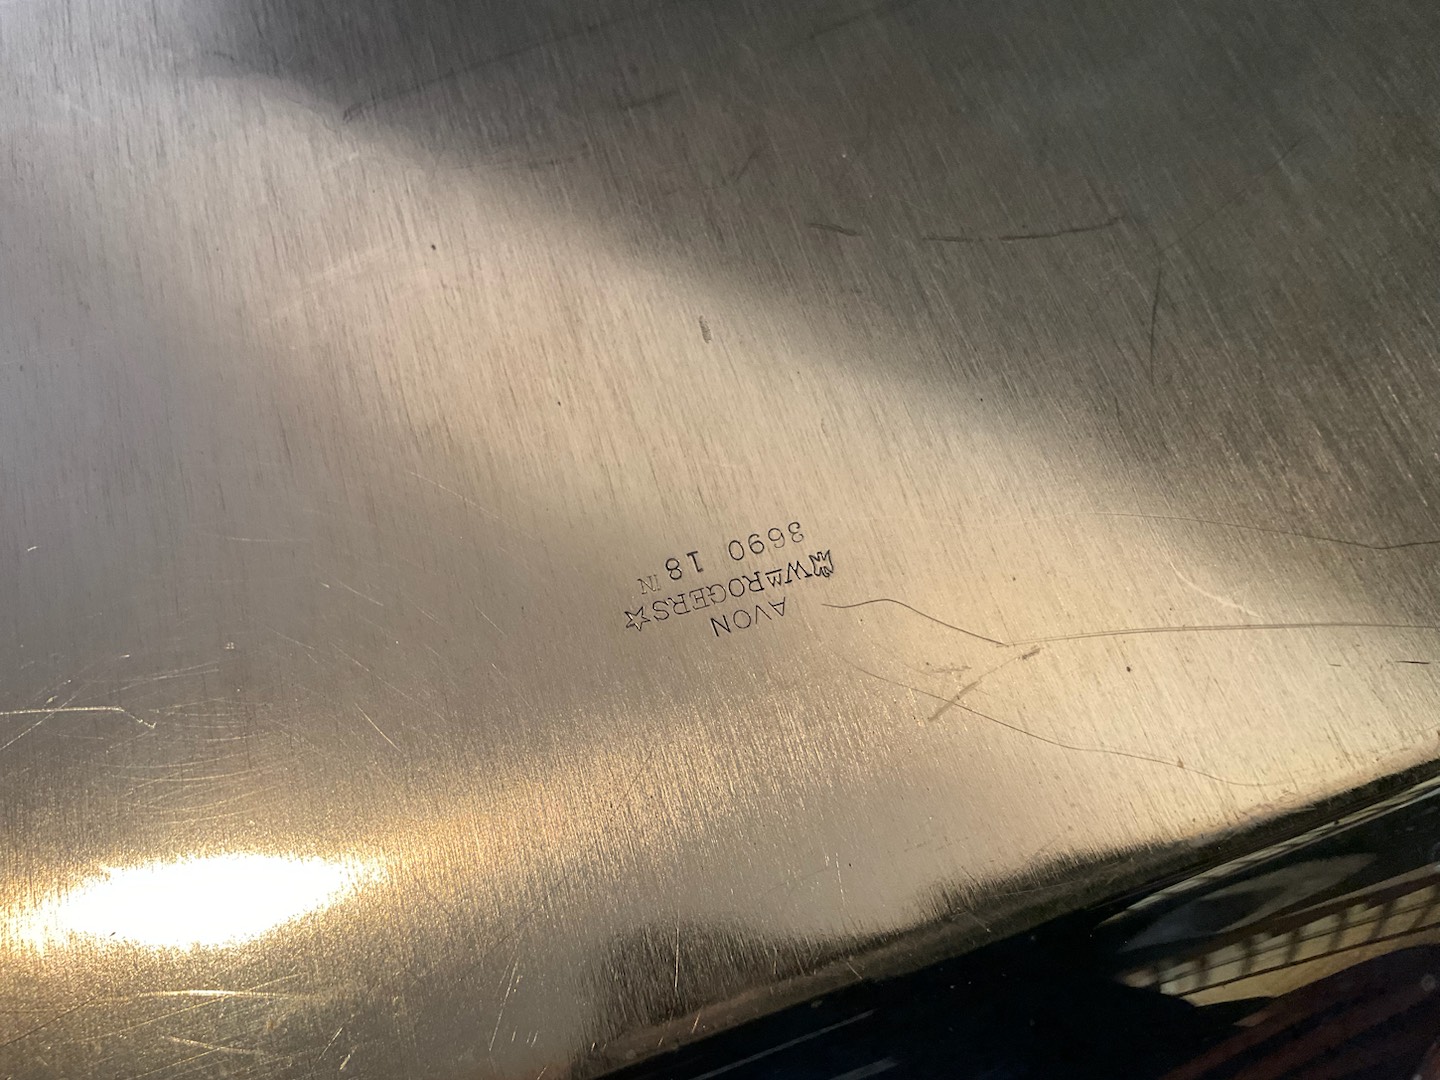 AVON
Wm ROGERS
3690 18 IN